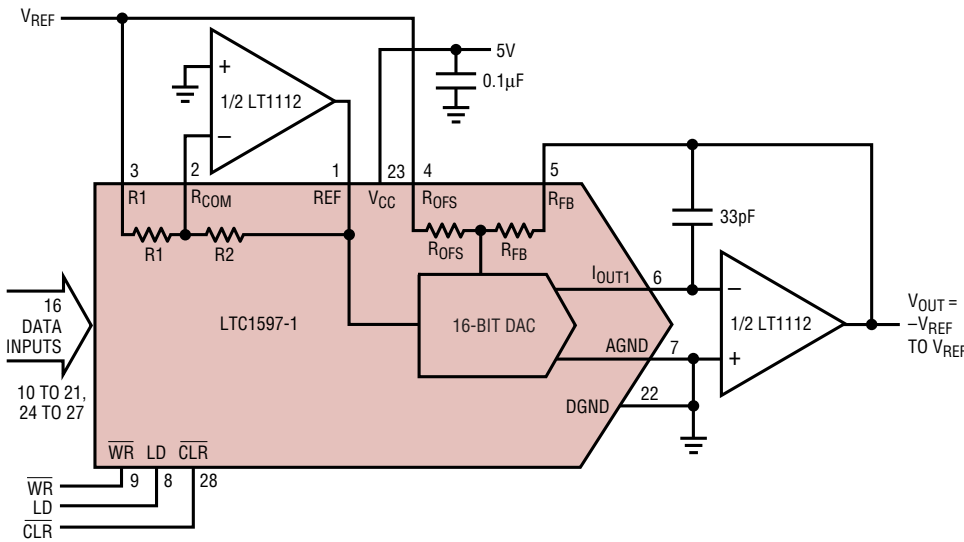 VREF
5V
0.1μF
+
1/2 LT1112
–
3
2
1
23
4
5
R1
RCOM
REF
VCC
ROFS
RFB
33pF
R1
R2
ROFS
RFB
IOUT1
6
–
16
DATA
INPUTS
LTC1597-1
16-BIT DAC
1/2 LT1112
VOUT =
–VREF
TO VREF
AGND
7
+
10 TO 21,
24 TO 27
DGND
22
WR
LD
CLR
9
8
28
WR
LD
CLR